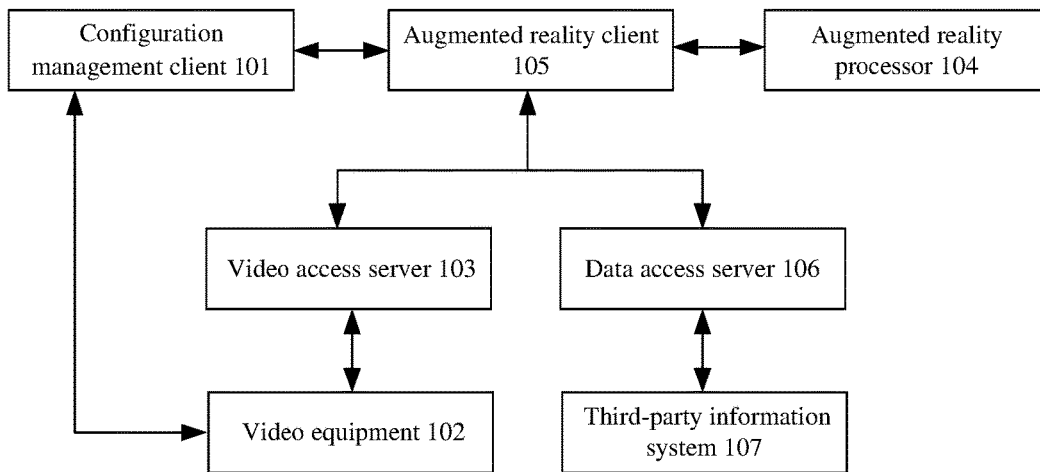 Configuration
management client 101
Augmented reality client
105
Augmented reality
processor 104
Video access server 103
Data access server 106
Video equipment 102
Third-party information
system 107